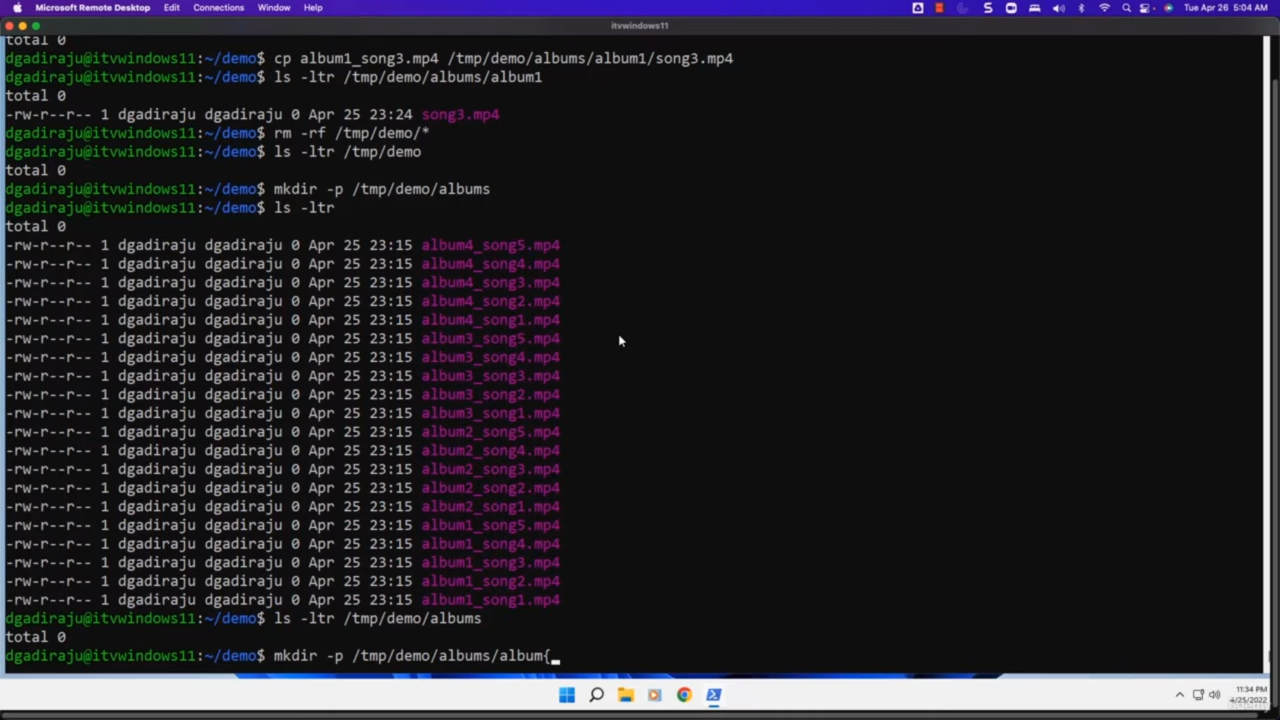 Microsoft Remote Desktop Edit Connections Window Help Tue Apr 26 5:04 AM
itvwindows11
total 0
dgadiraju@itvwindows11:~/demo$ cp album1_song3.mp4 /tmp/demo/albums/album1/song3.mp4
dgadiraju@itvwindows11:~/demo$ ls -ltr /tmp/demo/albums/album1
total 0
-rw-r--r-- 1 dgadiraju dgadiraju 0 Apr 25 23:24 song3.mp4
dgadiraju@itvwindows11:~/demo$ rm -rf /tmp/demo/*
dgadiraju@itvwindows11:~/demo$ ls -ltr /tmp/demo
total 0
dgadiraju@itvwindows11:~/demo$ mkdir -p /tmp/demo/albums
dgadiraju@itvwindows11:~/demo$ ls -ltr
total 0
-rw-r--r-- 1 dgadiraju dgadiraju 0 Apr 25 23:15 album4_song5.mp4
-rw-r--r-- 1 dgadiraju dgadiraju 0 Apr 25 23:15 album4_song4.mp4
-rw-r--r-- 1 dgadiraju dgadiraju 0 Apr 25 23:15 album4_song3.mp4
-rw-r--r-- 1 dgadiraju dgadiraju 0 Apr 25 23:15 album4_song2.mp4
-rw-r--r-- 1 dgadiraju dgadiraju 0 Apr 25 23:15 album4_song1.mp4
-rw-r--r-- 1 dgadiraju dgadiraju 0 Apr 25 23:15 album3_song5.mp4
-rw-r--r-- 1 dgadiraju dgadiraju 0 Apr 25 23:15 album3_song4.mp4
-rw-r--r-- 1 dgadiraju dgadiraju 0 Apr 25 23:15 album3_song3.mp4
-rw-r--r-- 1 dgadiraju dgadiraju 0 Apr 25 23:15 album3_song2.mp4
-rw-r--r-- 1 dgadiraju dgadiraju 0 Apr 25 23:15 album3_song1.mp4
-rw-r--r-- 1 dgadiraju dgadiraju 0 Apr 25 23:15 album2_song5.mp4
-rw-r--r-- 1 dgadiraju dgadiraju 0 Apr 25 23:15 album2_song4.mp4
-rw-r--r-- 1 dgadiraju dgadiraju 0 Apr 25 23:15 album2_song3.mp4
-rw-r--r-- 1 dgadiraju dgadiraju 0 Apr 25 23:15 album2_song2.mp4
-rw-r--r-- 1 dgadiraju dgadiraju 0 Apr 25 23:15 album2_song1.mp4
-rw-r--r-- 1 dgadiraju dgadiraju 0 Apr 25 23:15 album1_song5.mp4
-rw-r--r-- 1 dgadiraju dgadiraju 0 Apr 25 23:15 album1_song4.mp4
-rw-r--r-- 1 dgadiraju dgadiraju 0 Apr 25 23:15 album1_song3.mp4
-rw-r--r-- 1 dgadiraju dgadiraju 0 Apr 25 23:15 album1_song2.mp4
-rw-r--r-- 1 dgadiraju dgadiraju 0 Apr 25 23:15 album1_song1.mp4
dgadiraju@itvwindows11:~/demo$ ls -ltr /tmp/demo/albums
total 0
dgadiraju@itvwindows11:~/demo$ mkdir -p /tmp/demo/albums/album{
11:34 PM
4/25/2022